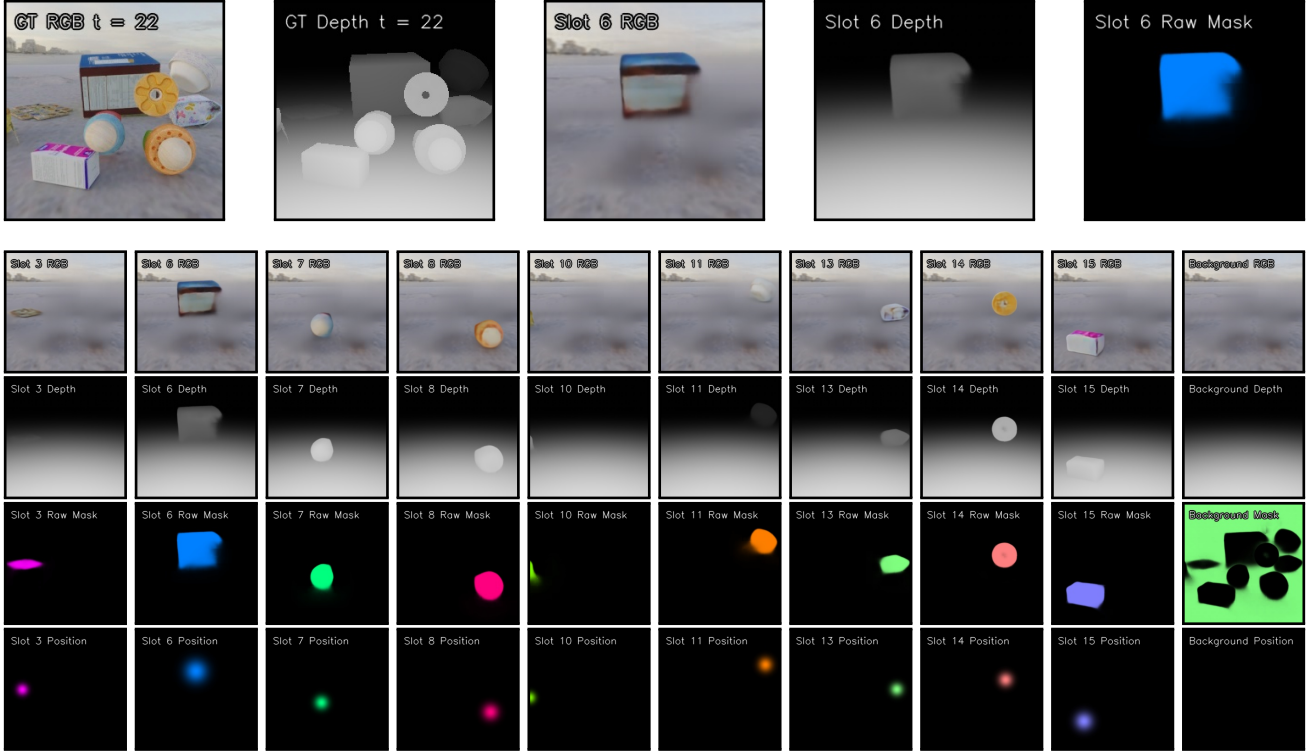 GT RGB t = 22
GT Depth t = 22
Slot 6 RGB
Slot 6 Depth
Slot 6 Raw Mask
Slot 3 RGB
Slot 6 RGB
Slot 7 RGB
Slot 8 RGB
Slot 10 RGB
Slot 11 RGB
Slot 13 RGB
Slot 14 RGB
Slot 15 RGB
Background RGB
Slot 3 Depth
Slot 6 Depth
Slot 7 Depth
Slot 8 Depth
Slot 10 Depth
Slot 11 Depth
Slot 13 Depth
Slot 14 Depth
Slot 15 Depth
Background Depth
Slot 3 Raw Mask
Slot 6 Raw Mask
Slot 7 Raw Mask
Slot 8 Raw Mask
Slot 10 Raw Mask
Slot 11 Raw Mask
Slot 13 Raw Mask
Slot 14 Raw Mask
Slot 15 Raw Mask
Background Mask
Slot 3 Position
Slot 6 Position
Slot 7 Position
Slot 8 Position
Slot 10 Position
Slot 11 Position
Slot 13 Position
Slot 14 Position
Slot 15 Position
Background Position